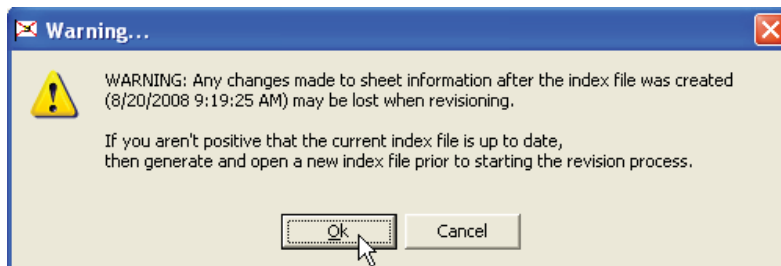 Warning...
WARNING: Any changes made to sheet information after the index file was created
(8/20/2008 9:19:25 AM) may be lost when revisioning.
If you aren't positive that the current index file is up to date,
then generate and open a new index file prior to starting the revision process.
Ok
Cancel